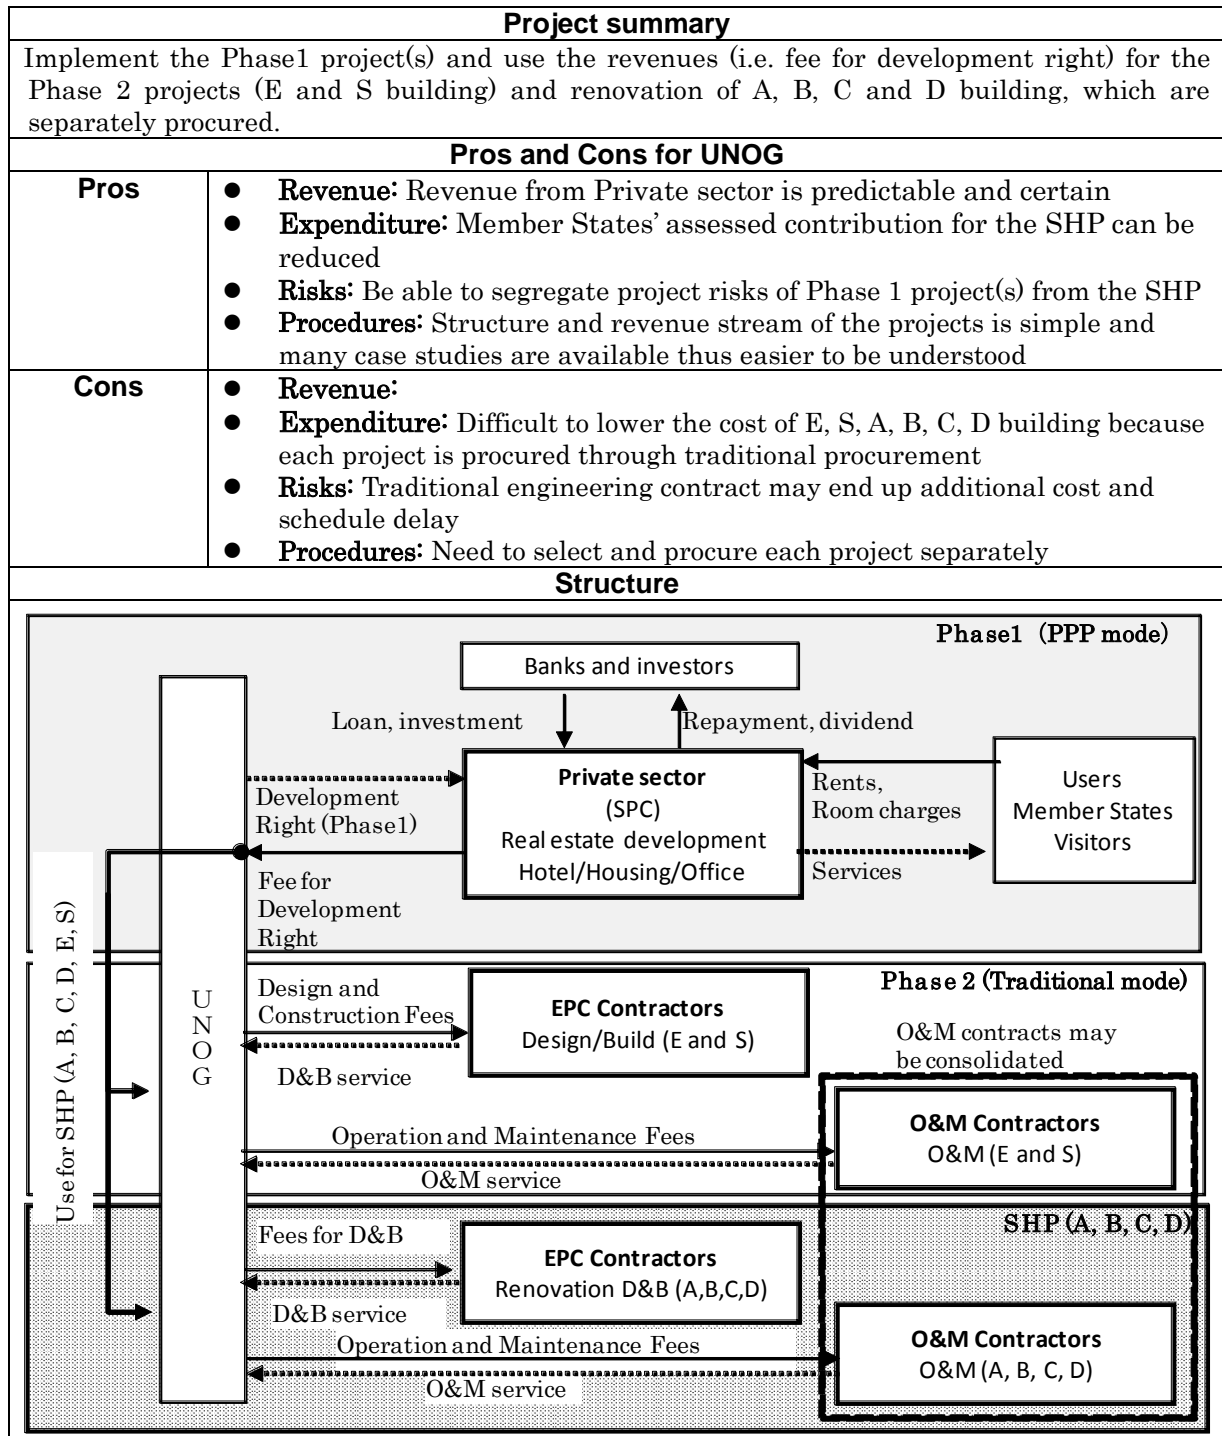 Project summary
Implement the Phase1 project(s) and use the revenues (i.e. fee for development right) for the
Phase 2 projects (E and S building) and renovation of A, B, C and D building, which are
separately procured.
Pros and Cons for UNOG
Pros
● Revenue: Revenue from Private sector is predictable and certain
● Expenditure: Member States' assessed contribution for the SHP can be
reduced
● Risks: Be able to segregate project risks of Phase 1 project(s) from the SHP
● Procedures: Structure and revenue stream of the projects is simple and
many case studies are available thus easier to be understood
Cons
● Revenue:
● Expenditure: Difficult to lower the cost of E, S, A, B, C, D building because
each project is procured through traditional procurement
● Risks: Traditional engineering contract may end up additional cost and
schedule delay
● Procedures: Need to select and procure each project separately
Structure
Phase1 (PPP mode)
Banks and investors
Loan, investment
Repayment, dividend
Private sector
(SPC)
Real estate development
Hotel/Housing/Office
Development
Right (Phase1)
Fee for
Development
Right
Rents,
Room charges
Services
Users
Member States
Visitors
Use for SHP (A, B, C, D, E, S)
UNOG
Phase 2 (Traditional mode)
Design and
Construction Fees
D&B service
EPC Contractors
Design/Build (E and S)
O&M contracts may
be consolidated
Operation and Maintenance Fees
O&M service
O&M Contractors
O&M (E and S)
SHP (A, B, C, D)
Fees for D&B
D&B service
EPC Contractors
Renovation D&B (A,B,C,D)
Operation and Maintenance Fees
O&M service
O&M Contractors
O&M (A, B, C, D)